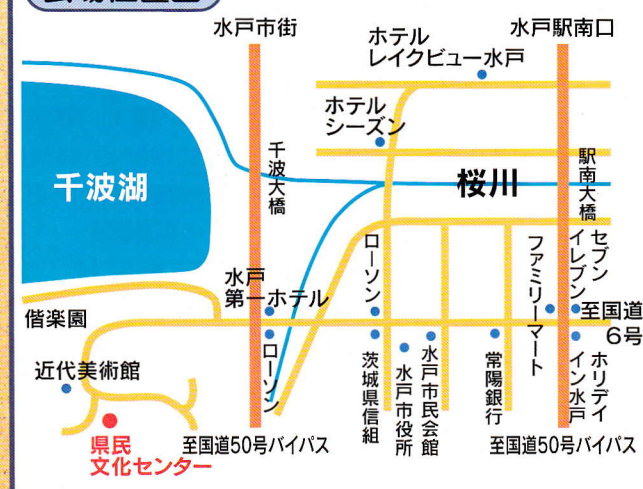 水戸市街
水戸駅南口
ホテル
レイクビュー水戸
ホテル
シーズン
千波大橋
駅南大橋
千波湖
桜川
ローソン
ファミリーマート
セブン
イレブン
水戸
第一ホテル
偕楽園
至国道
6号
近代美術館
ローソン
茨城県信組
水戸市役所
水戸市民会館
常陽銀行
ホリデイ
イン水戸
県民
文化センター
至国道50号バイパス
至国道50号バイパス